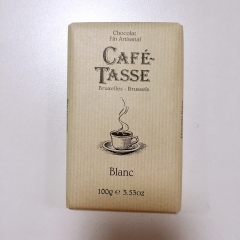 Chocolat
Fin Artisanal
CAFÉ-
TASSE
Bruxelles - Brussels
Blanc
100g e 3.53oz